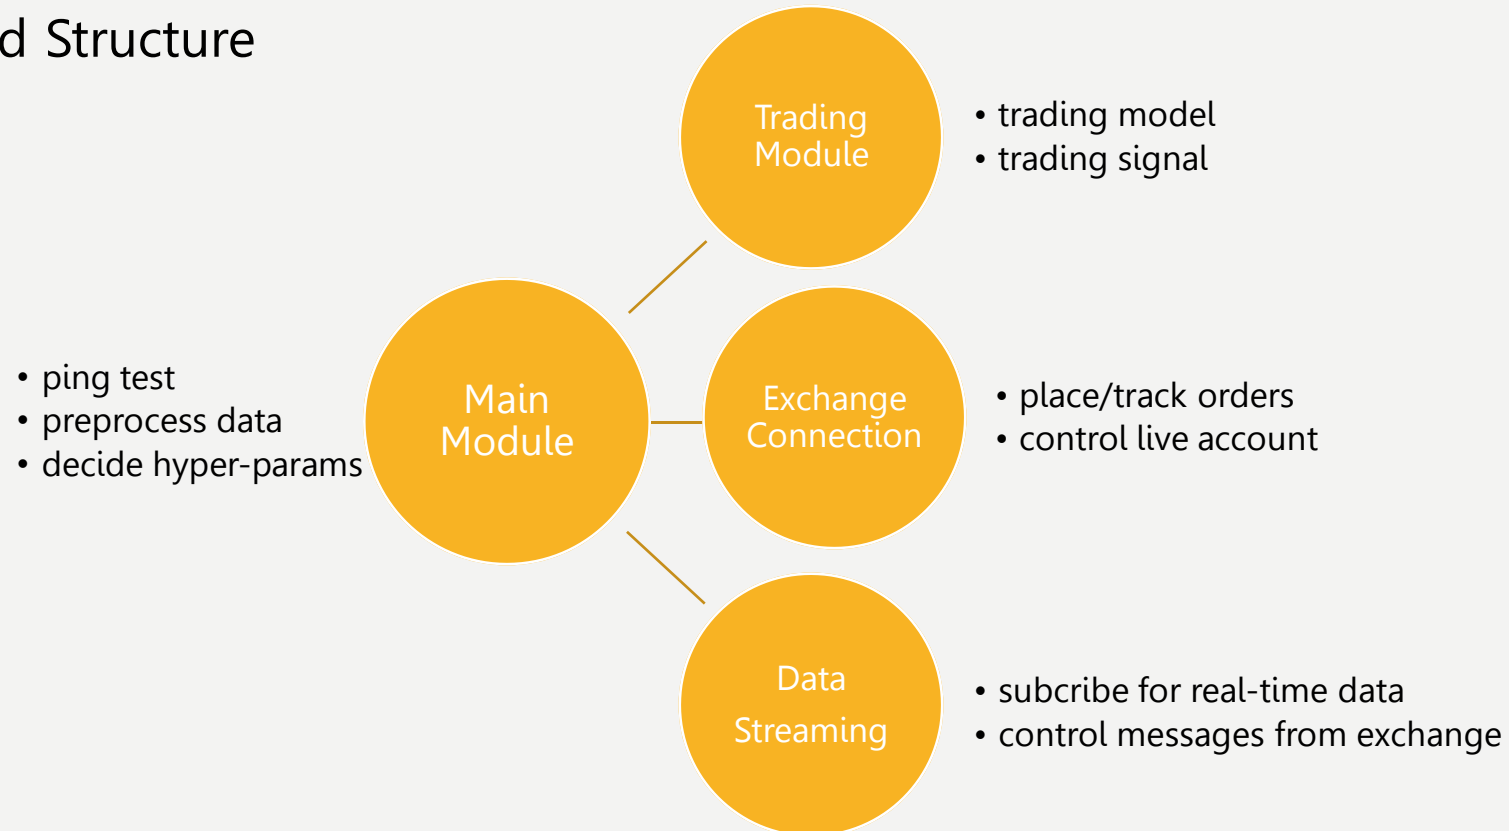 d Structure
Trading
Module
• trading model
• trading signal
• ping test
• preprocess data
• decide hyper-params
Main
Module
Exchange
Connection
• place/track orders
• control live account
Data
Streaming
• subcribe for real-time data
• control messages from exchange